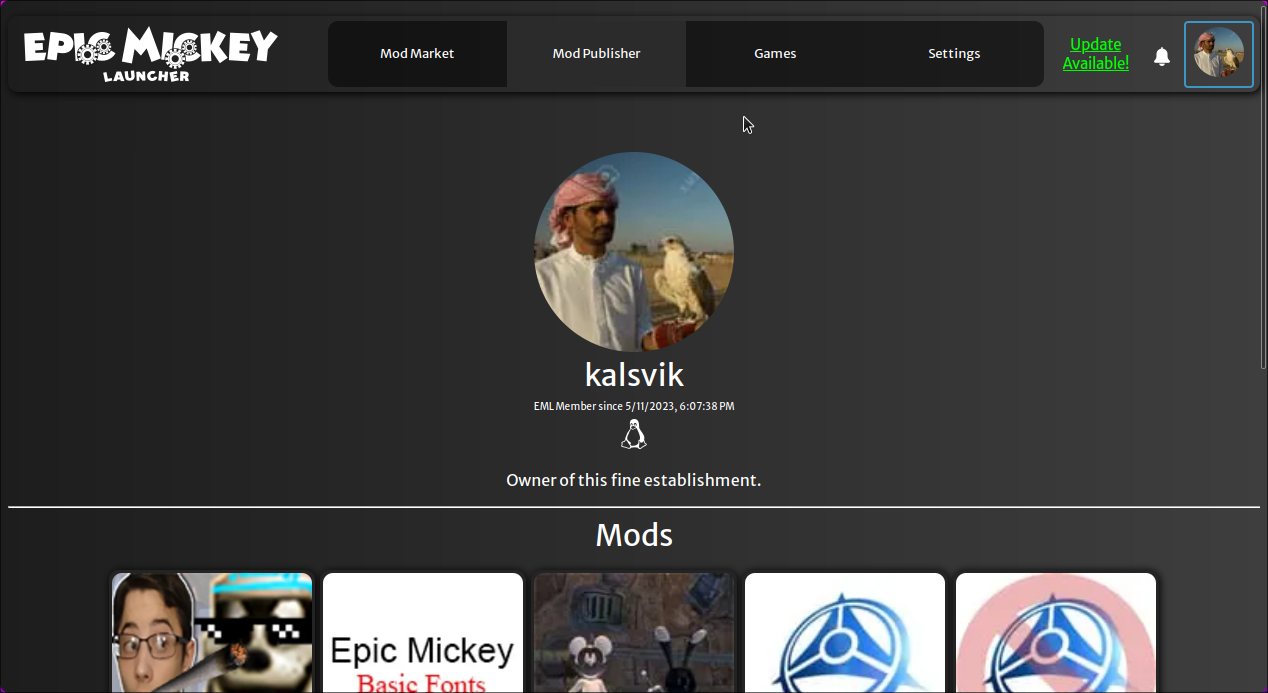 EPIC MICKEY
LAUNCHER
Mod Market
Mod Publisher
Games
Settings
Update
Available!
kalsvik
EML Member since 5/11/2023, 6:07:38 PM
Owner of this fine establishment.
Mods
Epic Mickey
Basic Fonts